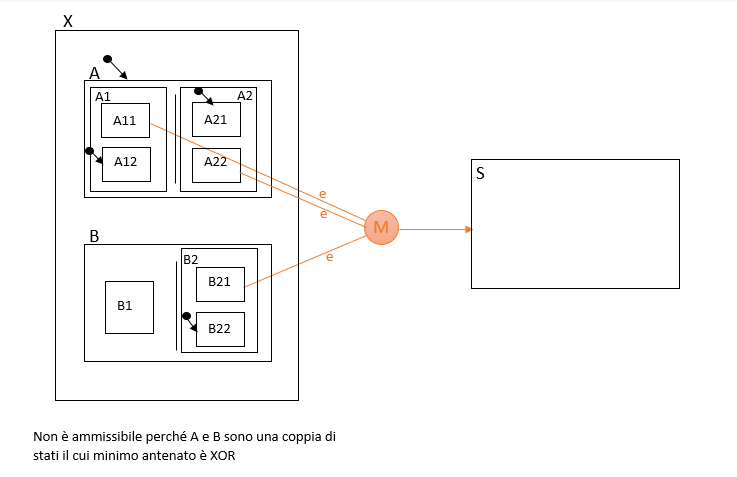 X
A
A1
A2
A11
A21
A12
A22
e
e
M
S
B
B2
e
B21
B1
B22
Non è ammissibile perché A e B sono una coppia di
stati il cui minimo antenato è XOR